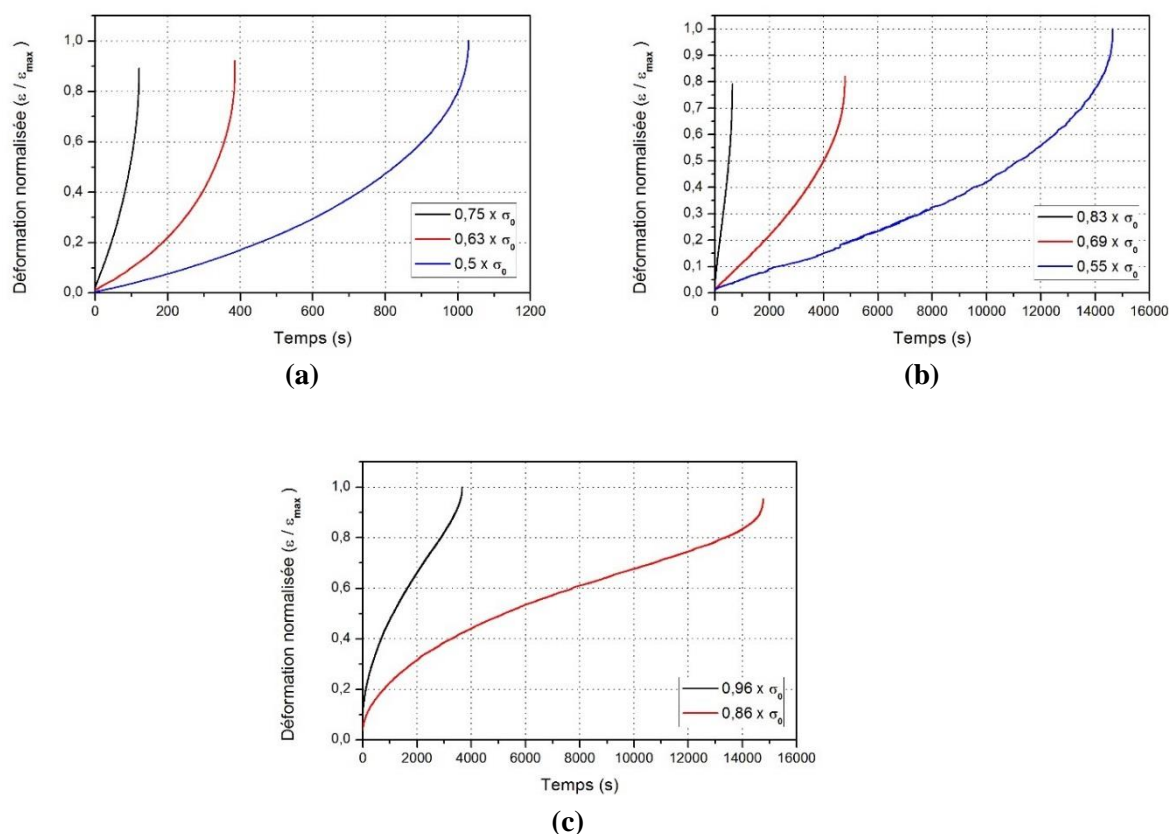 Déformation normalisée (ε / ε_max)
1,0
0,8
0,6
0,4
0,2
0,0
0,75 x σ₀
0,63 x σ₀
0,5 x σ₀
0 200 400 600 800 1000 1200
Temps (s)
(a)
Déformation normalisée (ε / ε_max)
1,0
0,9
0,8
0,7
0,6
0,5
0,4
0,3
0,2
0,1
0,0
0,83 x σ₀
0,69 x σ₀
0,55 x σ₀
0 2000 4000 6000 8000 10000 12000 14000 16000
Temps (s)
(b)
Déformation normalisée (ε / ε_max)
1,0
0,8
0,6
0,4
0,2
0,0
0,96 x σ₀
0,86 x σ₀
0 2000 4000 6000 8000 10000 12000 14000 16000
Temps (s)
(c)